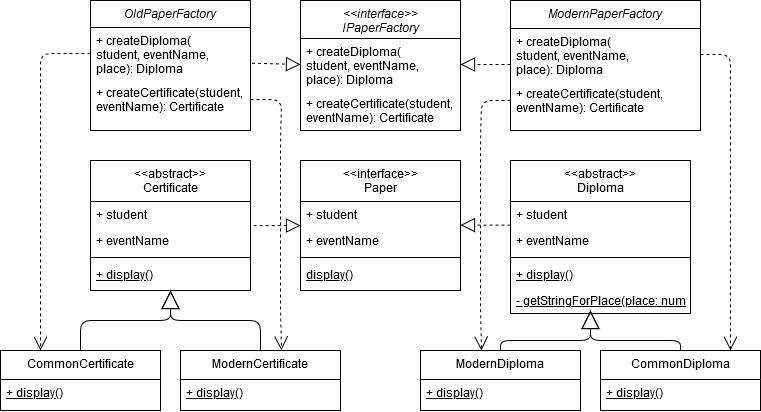 OldPaperFactory
+ createDiploma(
student, eventName,
place): Diploma
+ createCertificate(student,
eventName): Certificate
<<interface>>
IPaperFactory
+ createDiploma(
student, eventName,
place): Diploma
+ createCertificate(student,
eventName): Certificate
ModernPaperFactory
+ createDiploma(
student, eventName,
place): Diploma
+ createCertificate(student,
eventName): Certificate
<<abstract>>
Certificate
+ student
+ eventName
+ display()
<<interface>>
Paper
+ student
+ eventName
display()
<<abstract>>
Diploma
+ student
+ eventName
+ display()
- getStringForPlace(place: num
CommonCertificate
+ display()
ModernCertificate
+ display()
ModernDiploma
+ display()
CommonDiploma
+ display()